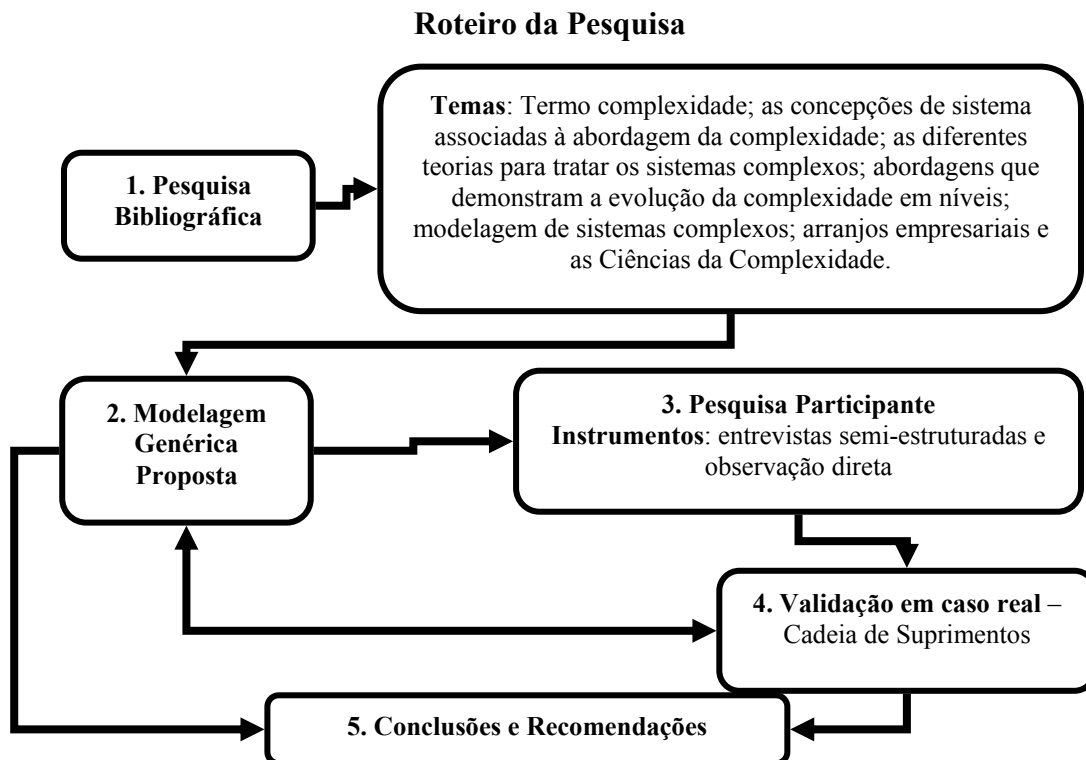 Roteiro da Pesquisa
1. Pesquisa
Bibliográfica
Temas: Termo complexidade; as concepções de sistema
associadas à abordagem da complexidade; as diferentes
teorias para tratar os sistemas complexos; abordagens que
demonstram a evolução da complexidade em níveis;
modelagem de sistemas complexos; arranjos empresariais e
as Ciências da Complexidade.
2. Modelagem
Genérica
Proposta
3. Pesquisa Participante
Instrumentos: entrevistas semi-estruturadas e
observação direta
4. Validação em caso real –
Cadeia de Suprimentos
5. Conclusões e Recomendações